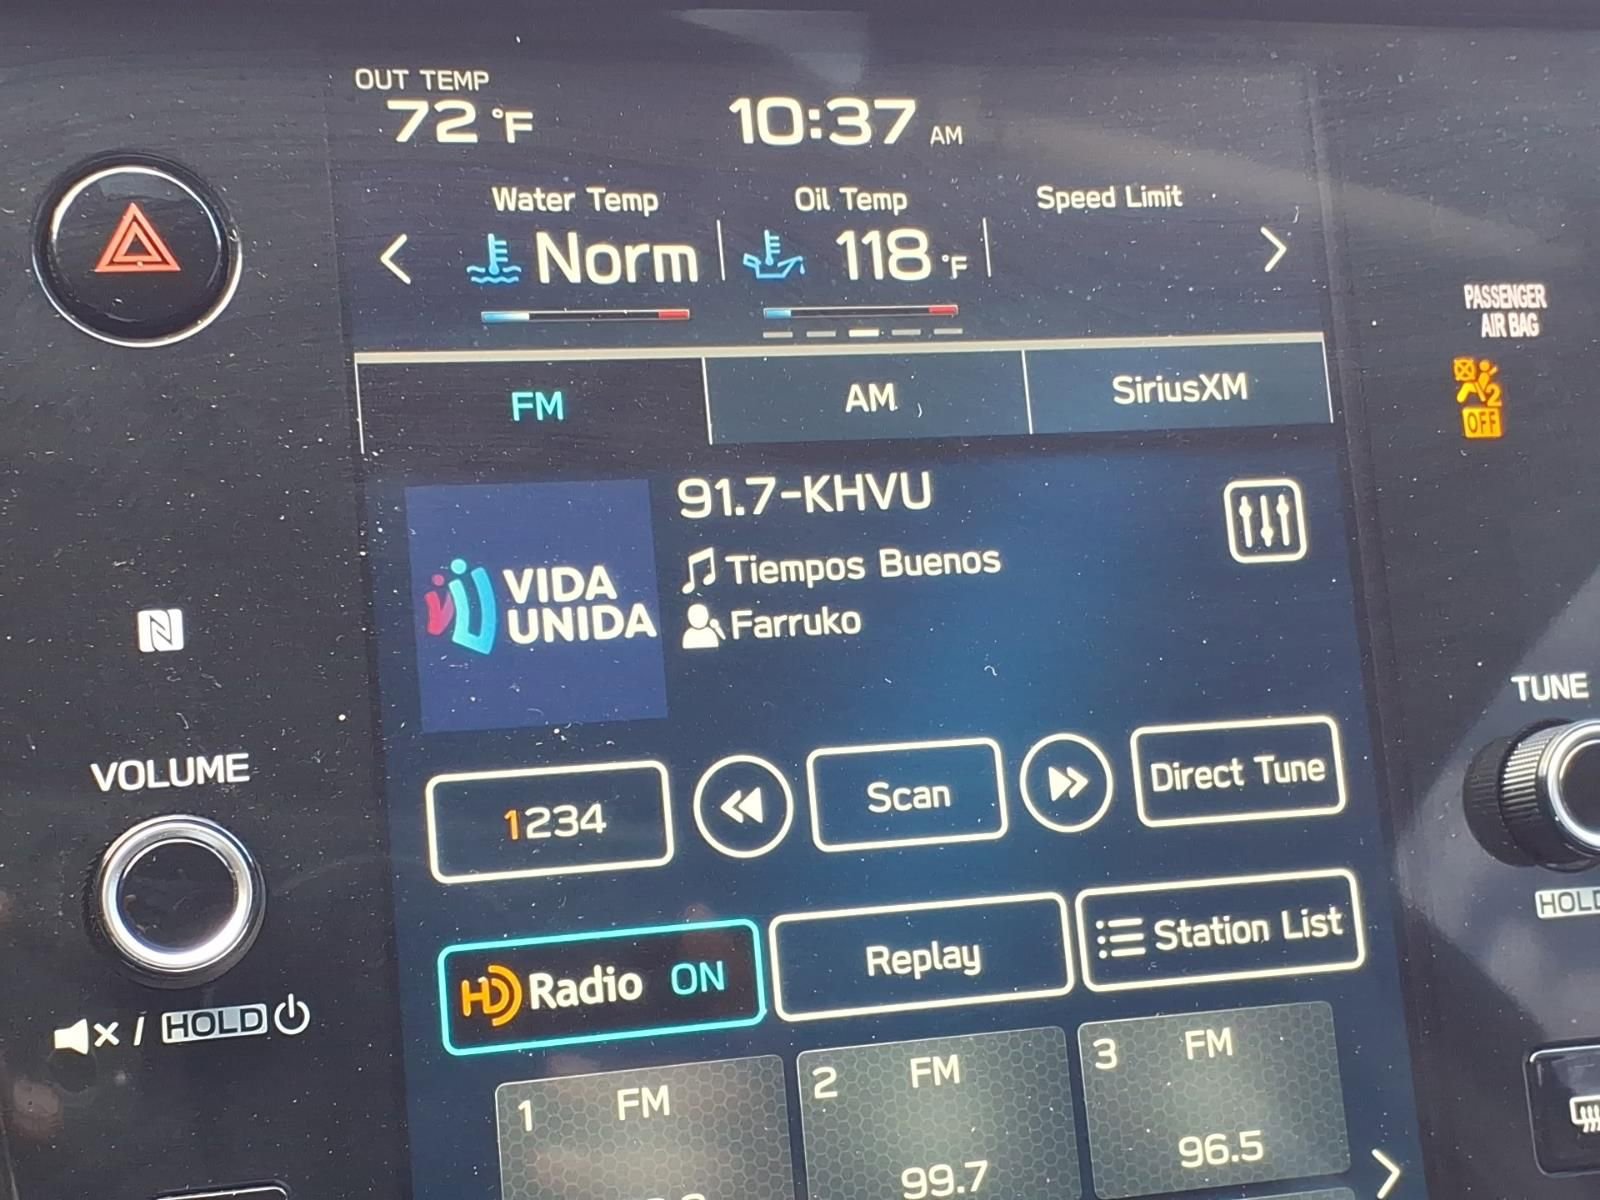 OUT TEMP
72 °F
10:37 AM
Water Temp
Norm
Oil Temp
118 °F
Speed Limit
PASSENGER
AIR BAG
2
OFF
FM
AM
SiriusXM
91.7-KHVU
Tiempos Buenos
Farruko
VIDA
UNIDA
N
VOLUME
TUNE
1234
Scan
Direct Tune
HOLD
HD Radio ON
Replay
Station List
/ HOLD
1 FM
2 FM
99.7
3 FM
96.5